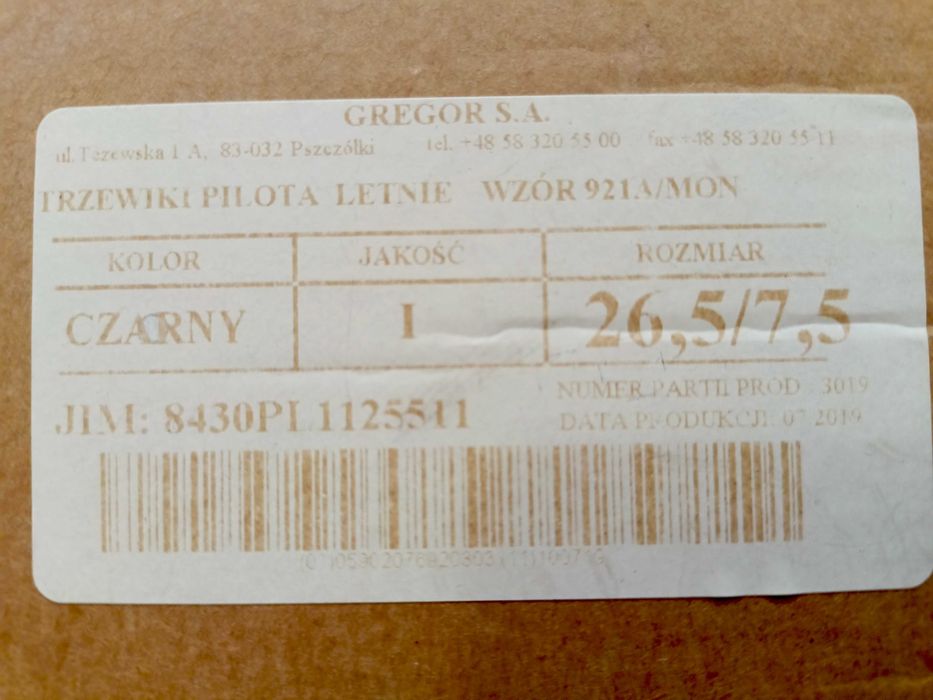 GREGOR S.A.
ul. Tczewska 1 A, 83-032 Pszczółki tel. +48 58 320 55 00 fax +48 58 320 55 11
TRZEWIKI PILOTA LETNIE WZÓR 921A/MON
KOLOR JAKOŚĆ ROZMIAR
CZARNY I 26,5/7,5
JIM: 8430PL1125511
NUMER PARTII PROD : 3019
DATA PRODUKCJI: 07 2019